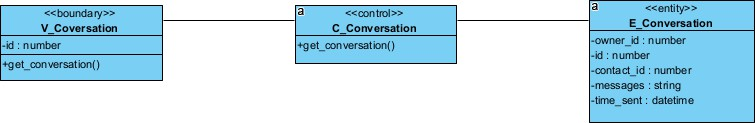 <<boundary>>
V_Coversation
-id : number
+get_conversation()
a
<<control>>
C_Conversation
+get_conversation()
a
<<entity>>
E_Conversation
-owner_id : number
-id : number
-contact_id : number
-messages : string
-time_sent : datetime